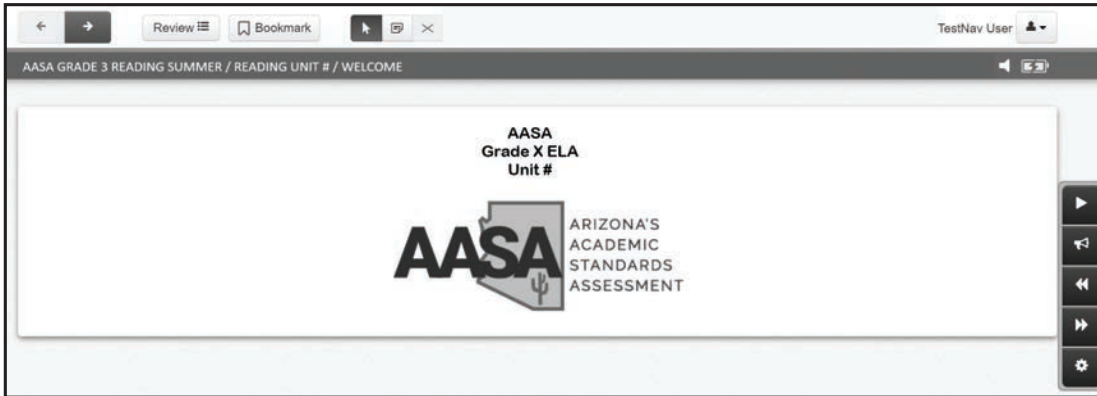 Review
Bookmark
TestNav User
AASA GRADE 3 READING SUMMER / READING UNIT # / WELCOME
AASA
Grade X ELA
Unit #
AASA
ARIZONA'S
ACADEMIC
STANDARDS
ASSESSMENT